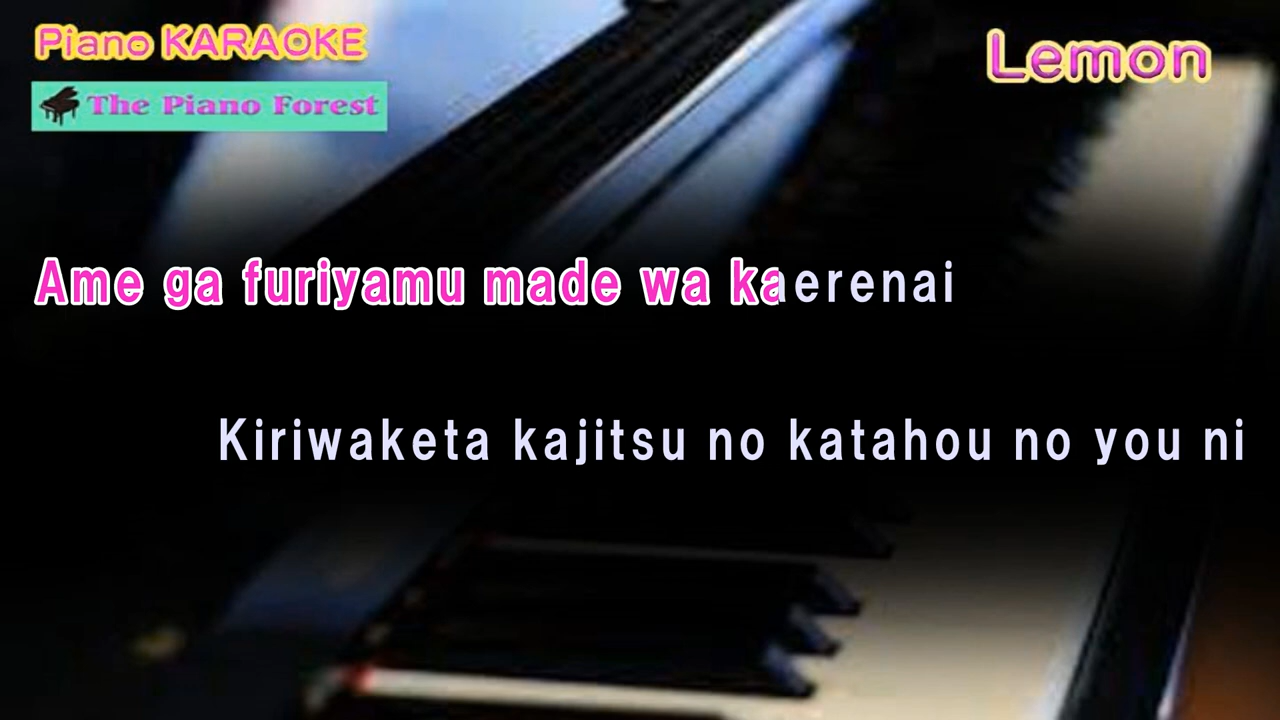 Piano KARAOKE
Lemon
The Piano Forest
Ame ga furiyamu made wa kaerenai
Kiriwaketa kajitsu no katahou no you ni